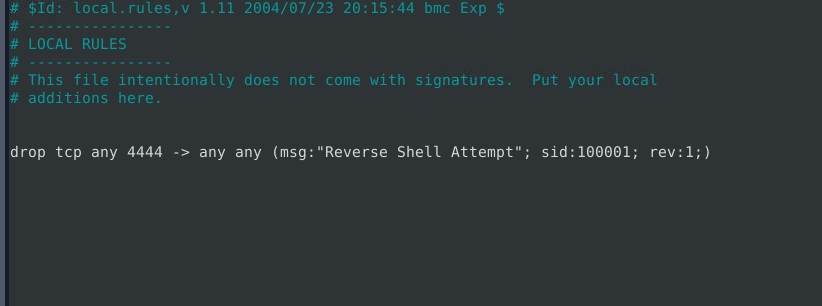 # $Id: local.rules,v 1.11 2004/07/23 20:15:44 bmc Exp $
# ----------------
# LOCAL RULES
# ----------------
# This file intentionally does not come with signatures.  Put your local
# additions here.
drop tcp any 4444 -> any any (msg:"Reverse Shell Attempt"; sid:100001; rev:1;)